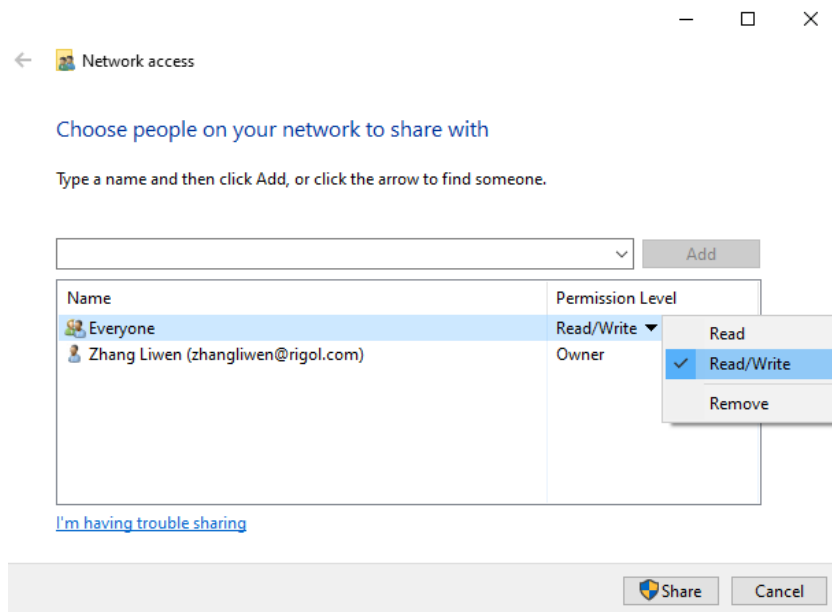 Network access
Choose people on your network to share with
Type a name and then click Add, or click the arrow to find someone.
Add
Name Permission Level
Everyone Read/Write
Read
Zhang Liwen (zhangliwen@rigol.com) Owner
Read/Write
Remove
I'm having trouble sharing
Share Cancel